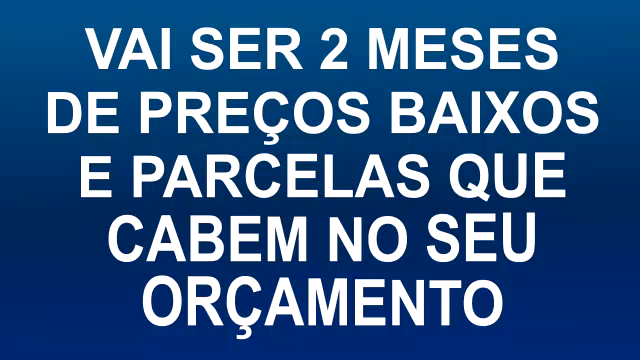 VAI SER 2 MESES
DE PREÇOS BAIXOS
E PARCELAS QUE
CABEM NO SEU
ORÇAMENTO